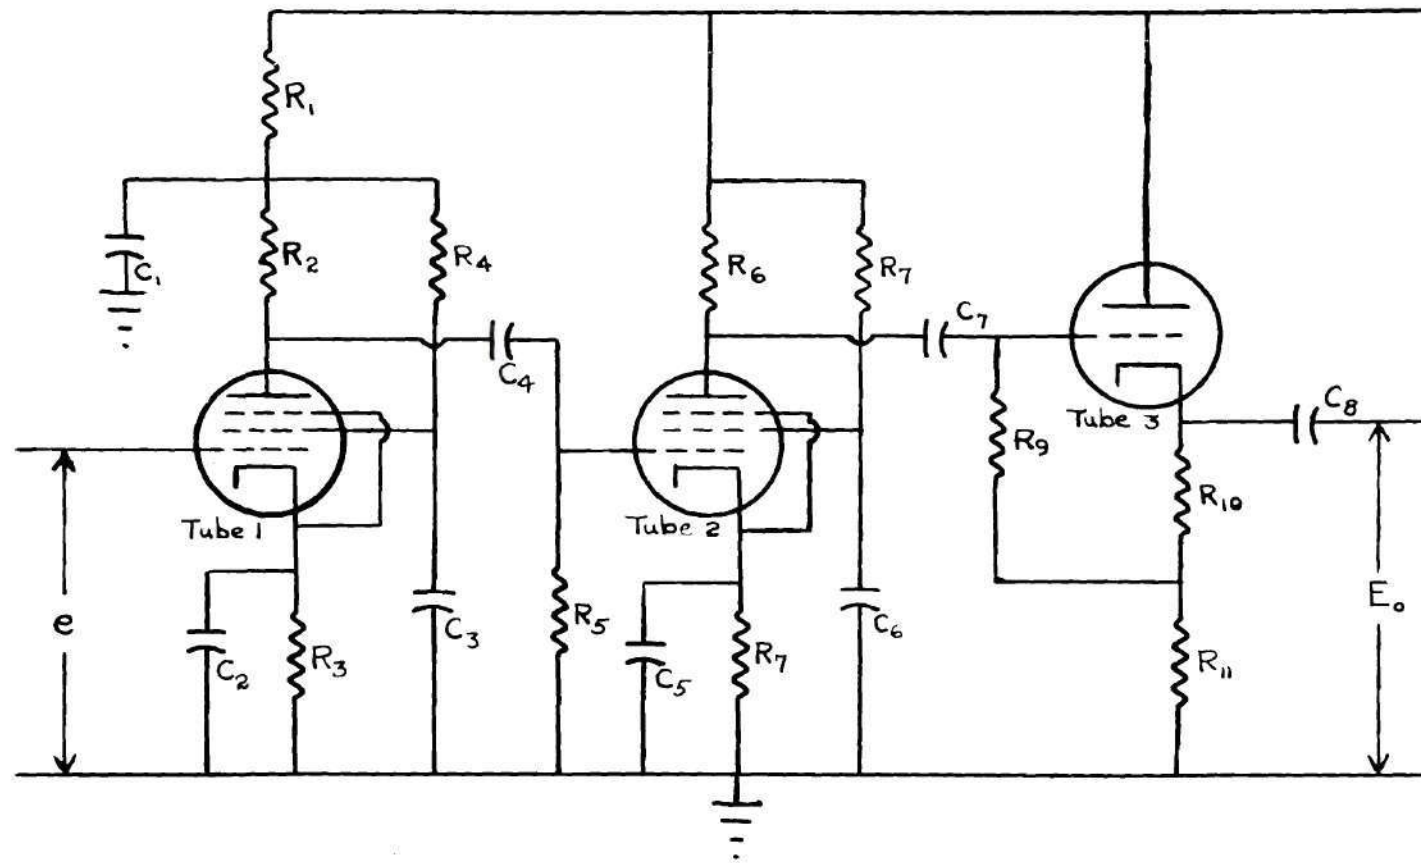 R₁
R₂
R₄
C₁
C₄
R₆
R₇
C₇
Tube 1
Tube 2
Tube 3
C₈
R₉
R₁₀
e
C₂
R₃
C₃
R₅
C₅
R₇
C₆
R₁₁
E₀